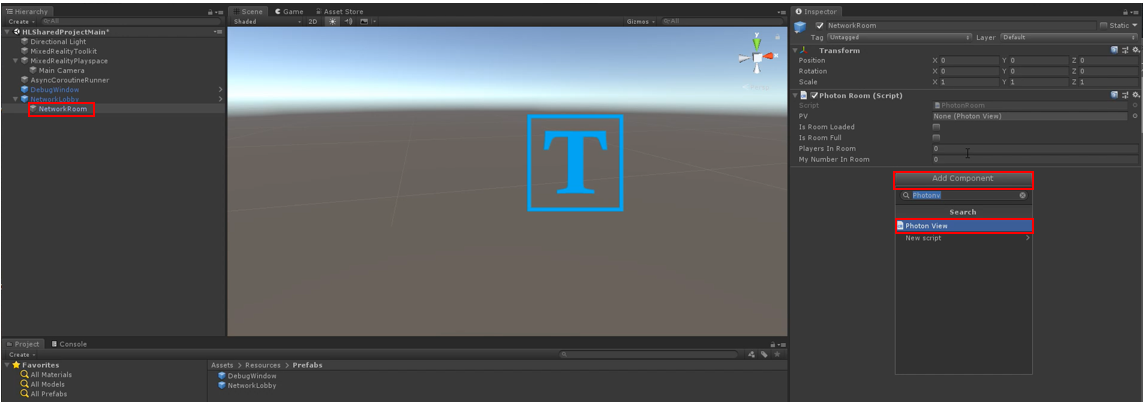 Hierarchy
Create
All
HLSharedProjectMain*
Directional Light
MixedRealityToolkit
MixedRealityPlayspace
Main Camera
AsyncCoroutineRunner
DebugWindow
NetworkLobby
NetworkRoom
Scene Game Asset Store
Shaded 2D Gizmos All
y
x
T
Project Console
Create
Favorites
All Materials
All Models
All Prefabs
Assets > Resources > Prefabs
DebugWindow
NetworkLobby
Inspector
NetworkRoom Static
Tag Untagged Layer Default
Transform
Position X 0 Y 0 Z 0
Rotation X 0 Y 0 Z 0
Scale X 1 Y 1 Z 1
Photon Room (Script)
Script PhotonRoom
PV None (Photon View)
Is Room Loaded
Is Room Full
Players In Room 0
My Number In Room 0
Add Component
Photonv
Search
Photon View
New script